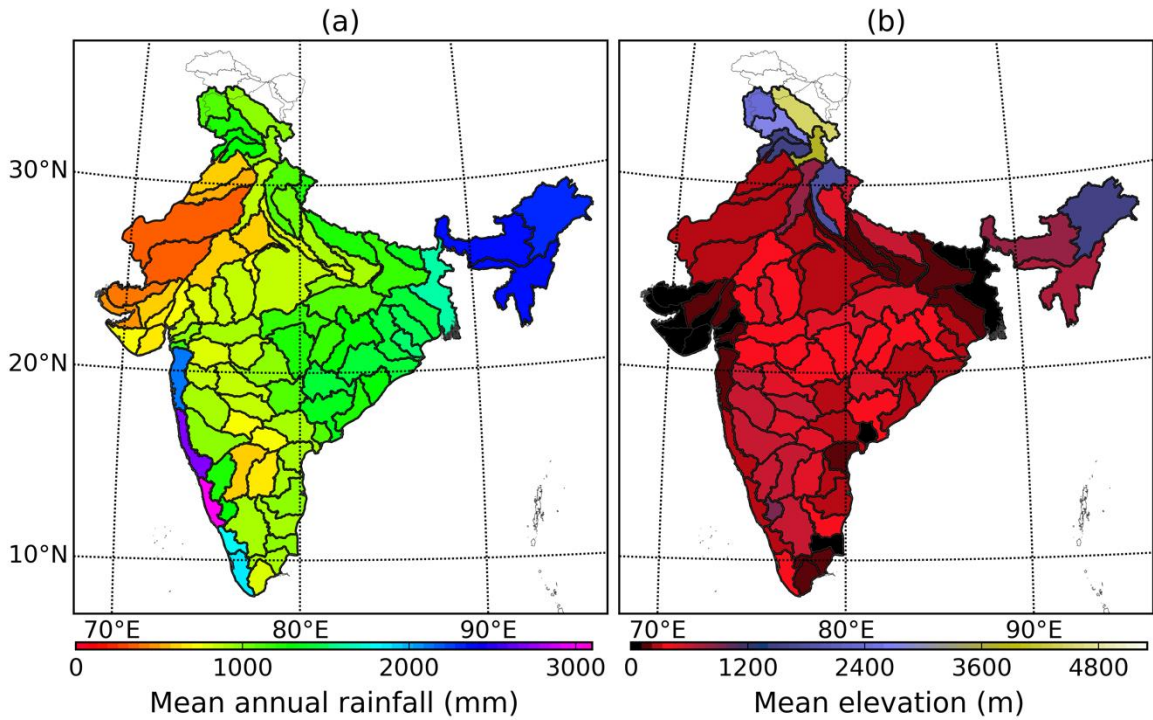 (a) (b)
30°N
20°N
10°N
70°E 80°E 90°E 70°E 80°E 90°E
0 1000 2000 3000 0 1200 2400 3600 4800
Mean annual rainfall (mm) Mean elevation (m)